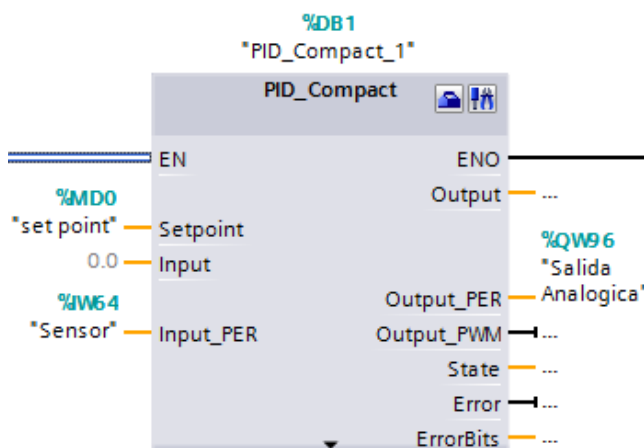 %DB1
"PID_Compact_1"
PID_Compact
EN
ENO
%MD0
"set point"
Setpoint
Output
...
0.0
Input
%IW64
"Sensor"
Input_PER
%QW96
"Salida
Analogica"
Output_PER
Output_PWM
...
State
...
Error
...
ErrorBits
...